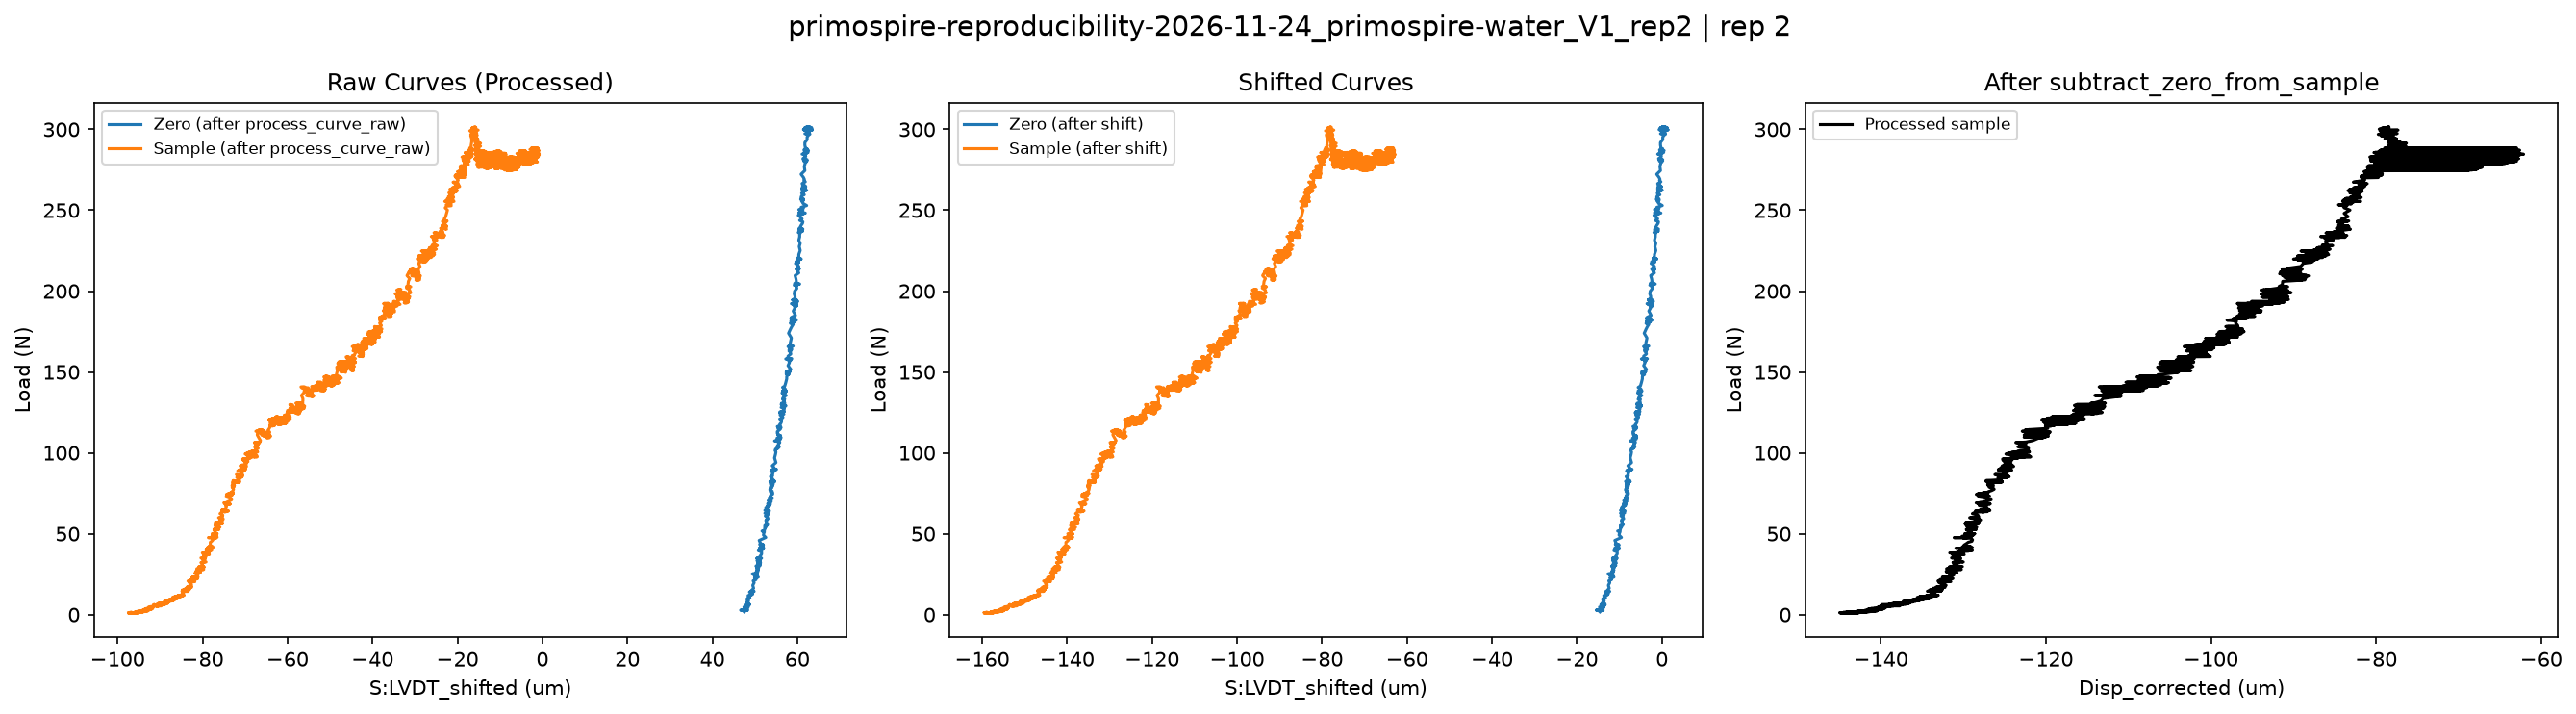 primospire-reproducibility-2026-11-24_primospire-water_V1_rep2 | rep 2
Raw Curves (Processed)
Zero (after process_curve_raw)
Sample (after process_curve_raw)
300
250
200
150
100
50
0
Load (N)
−100 −80 −60 −40 −20 0 20 40 60
S:LVDT_shifted (um)
Shifted Curves
Zero (after shift)
Sample (after shift)
300
250
200
150
100
50
0
Load (N)
−160 −140 −120 −100 −80 −60 −40 −20 0
S:LVDT_shifted (um)
After subtract_zero_from_sample
Processed sample
300
250
200
150
100
50
0
Load (N)
−140 −120 −100 −80 −60
Disp_corrected (um)